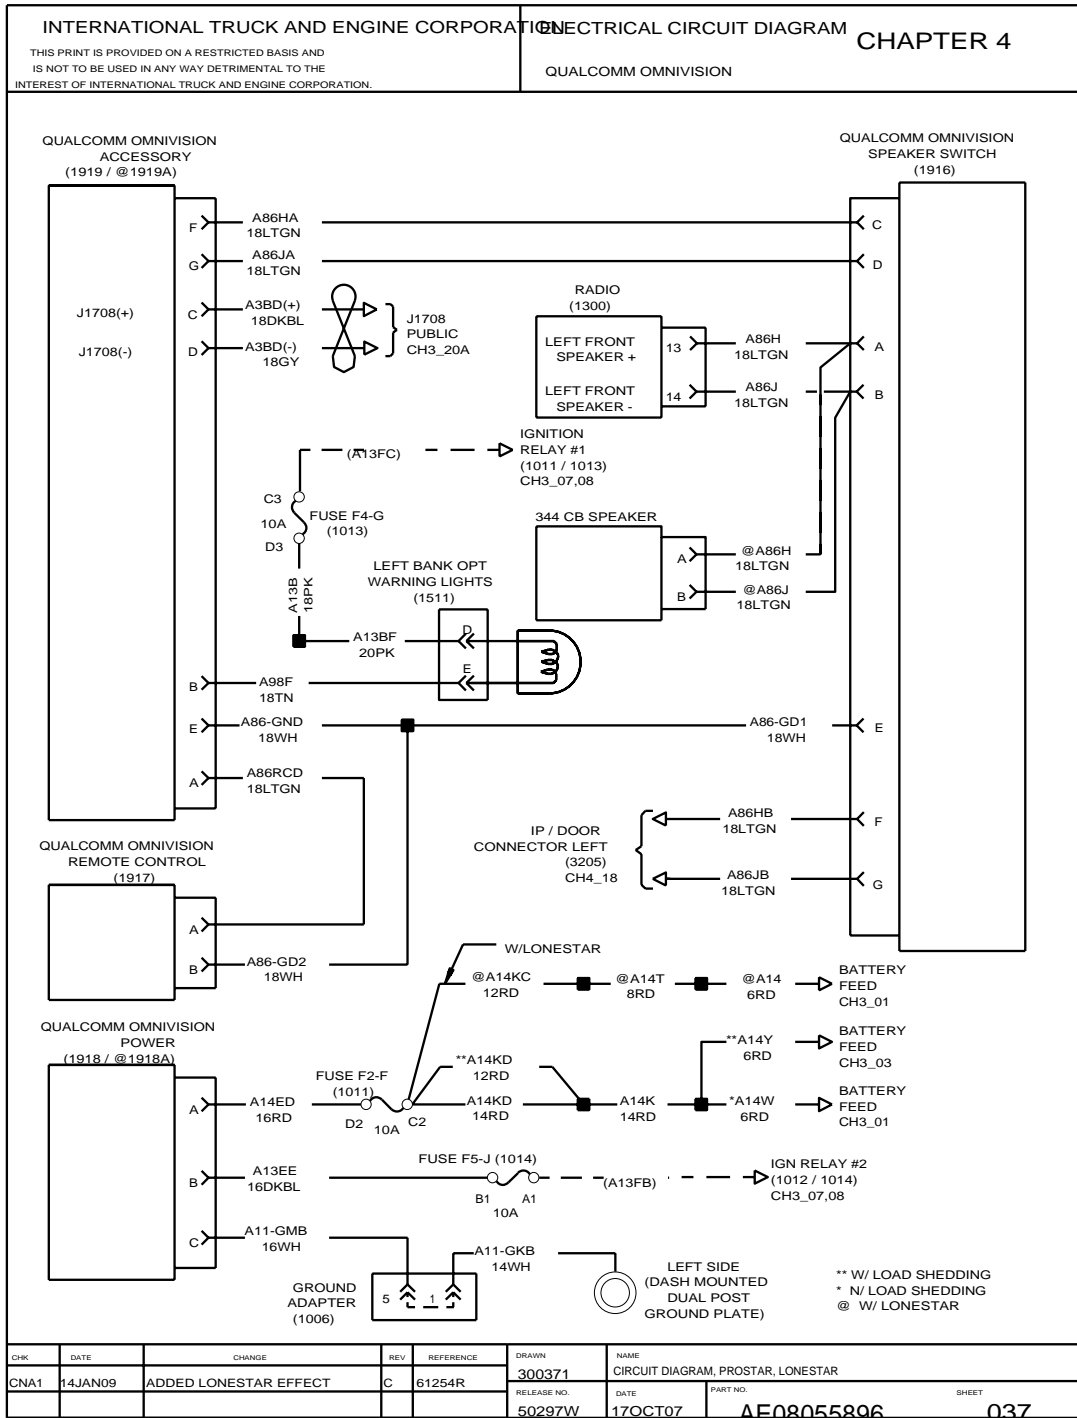 INTERNATIONAL TRUCK AND ENGINE CORPORATION
THIS PRINT IS PROVIDED ON A RESTRICTED BASIS AND
IS NOT TO BE USED IN ANY WAY DETRIMENTAL TO THE
INTEREST OF INTERNATIONAL TRUCK AND ENGINE CORPORATION.
ELECTRICAL CIRCUIT DIAGRAM
CHAPTER 4
QUALCOMM OMNIVISION
QUALCOMM OMNIVISION
ACCESSORY
(1919 / @1919A)
QUALCOMM OMNIVISION
SPEAKER SWITCH
(1916)
F
A86HA
18LTGN
C
G
A86JA
18LTGN
D
J1708(+)
C
A3BD(+)
18DKBL
J1708(-)
D
A3BD(-)
18GY
J1708
PUBLIC
CH3_20A
RADIO
(1300)
LEFT FRONT
SPEAKER +
13
A86H
18LTGN
A
LEFT FRONT
SPEAKER -
14
A86J
18LTGN
B
(A13FC)
IGNITION
RELAY #1
(1011 / 1013)
CH3_07,08
C3
10A
D3
FUSE F4-G
(1013)
A13B
18PK
344 CB SPEAKER
A
@A86H
18LTGN
B
@A86J
18LTGN
LEFT BANK OPT
WARNING LIGHTS
(1511)
A13BF
20PK
D
B
A98F
18TN
E
E
A86-GND
18WH
A86-GD1
18WH
E
A
A86RCD
18LTGN
IP / DOOR
CONNECTOR LEFT
(3205)
CH4_18
A86HB
18LTGN
F
A86JB
18LTGN
G
QUALCOMM OMNIVISION
REMOTE CONTROL
(1917)
A
B
A86-GD2
18WH
W/LONESTAR
@A14KC
12RD
@A14T
8RD
@A14
6RD
BATTERY
FEED
CH3_01
QUALCOMM OMNIVISION
POWER
(1918 / @1918A)
**A14Y
6RD
BATTERY
FEED
CH3_03
**A14KD
12RD
A
A14ED
16RD
FUSE F2-F
(1011)
D2
10A
C2
A14KD
14RD
A14K
14RD
*A14W
6RD
BATTERY
FEED
CH3_01
B
A13EE
16DKBL
FUSE F5-J (1014)
B1
A1
10A
(A13FB)
IGN RELAY #2
(1012 / 1014)
CH3_07,08
C
A11-GMB
16WH
A11-GKB
14WH
GROUND
ADAPTER
(1006)
5
1
LEFT SIDE
(DASH MOUNTED
DUAL POST
GROUND PLATE)
** W/ LOAD SHEDDING
* N/ LOAD SHEDDING
@ W/ LONESTAR
CHK
DATE
CHANGE
REV
REFERENCE
DRAWN
NAME
CNA1
14JAN09
ADDED LONESTAR EFFECT
C
61254R
300371
CIRCUIT DIAGRAM, PROSTAR, LONESTAR
RELEASE NO.
DATE
PART NO.
SHEET
50297W
17OCT07
AE08055896
037